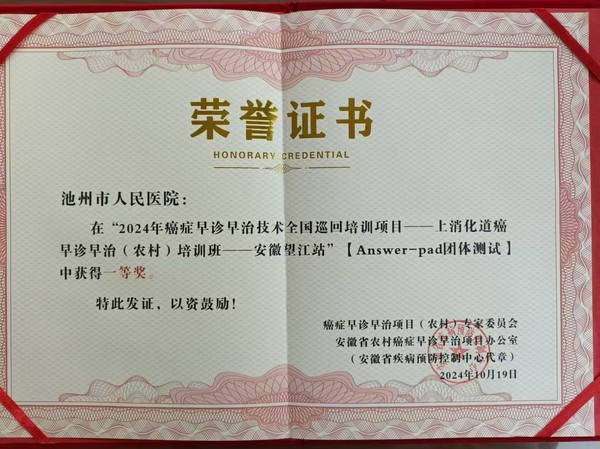 荣誉证书
HONORARY CREDENTIAL
池州市人民医院：
在“2024年癌症早诊早治技术全国巡回培训项目——上消化道癌
早诊早治（农村）培训班——安徽望江站”【Answer-pad团体测试】
中获得一等奖。
特此发证，以资鼓励！
癌症早诊早治项目（农村）专家委员会
安徽省农村癌症早诊早治项目办公室
（安徽省疾病预防控制中心代章）
2024年10月19日